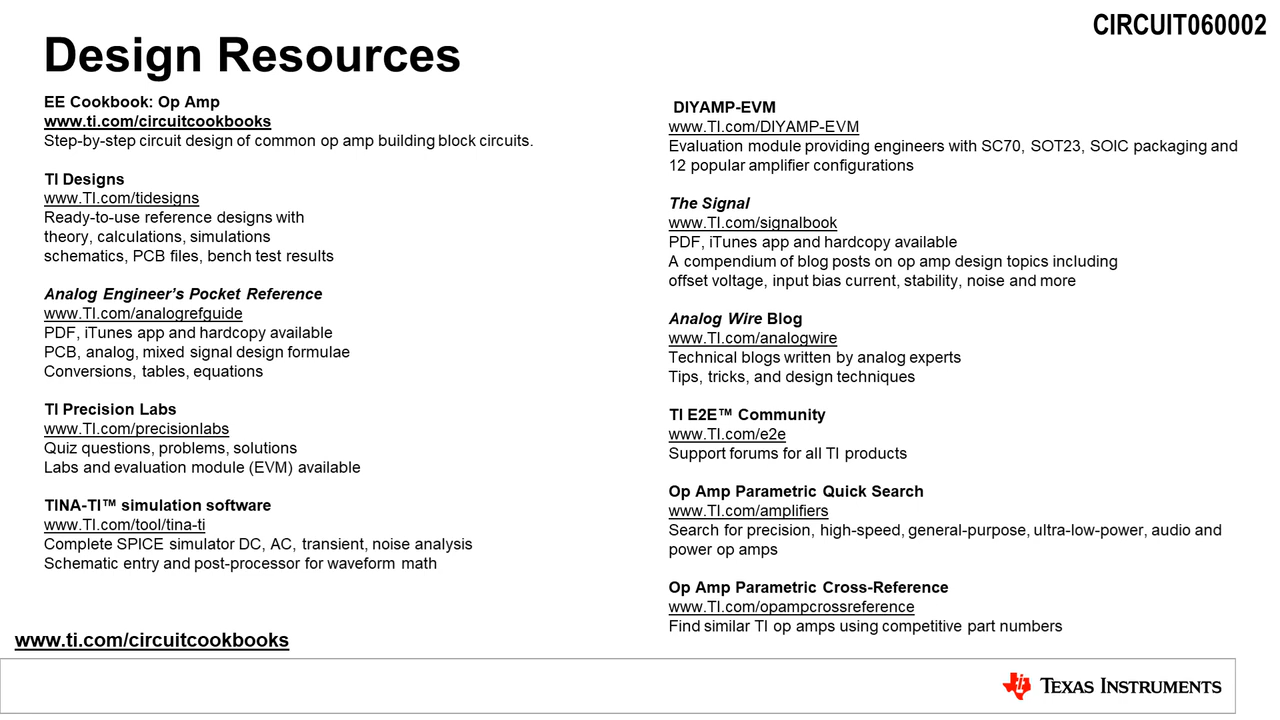 CIRCUIT060002
Design Resources
EE Cookbook: Op Amp
www.ti.com/circuitcookbooks
Step-by-step circuit design of common op amp building block circuits.
TI Designs
www.TI.com/tidesigns
Ready-to-use reference designs with
theory, calculations, simulations
schematics, PCB files, bench test results
Analog Engineer’s Pocket Reference
www.TI.com/analogrefguide
PDF, iTunes app and hardcopy available
PCB, analog, mixed signal design formulae
Conversions, tables, equations
TI Precision Labs
www.TI.com/precisionlabs
Quiz questions, problems, solutions
Labs and evaluation module (EVM) available
TINA-TI™ simulation software
www.TI.com/tool/tina-ti
Complete SPICE simulator DC, AC, transient, noise analysis
Schematic entry and post-processor for waveform math
DIYAMP-EVM
www.TI.com/DIYAMP-EVM
Evaluation module providing engineers with SC70, SOT23, SOIC packaging and
12 popular amplifier configurations
The Signal
www.TI.com/signalbook
PDF, iTunes app and hardcopy available
A compendium of blog posts on op amp design topics including
offset voltage, input bias current, stability, noise and more
Analog Wire Blog
www.TI.com/analogwire
Technical blogs written by analog experts
Tips, tricks, and design techniques
TI E2E™ Community
www.TI.com/e2e
Support forums for all TI products
Op Amp Parametric Quick Search
www.TI.com/amplifiers
Search for precision, high-speed, general-purpose, ultra-low-power, audio and
power op amps
Op Amp Parametric Cross-Reference
www.TI.com/opampcrossreference
Find similar TI op amps using competitive part numbers
www.ti.com/circuitcookbooks
TEXAS INSTRUMENTS